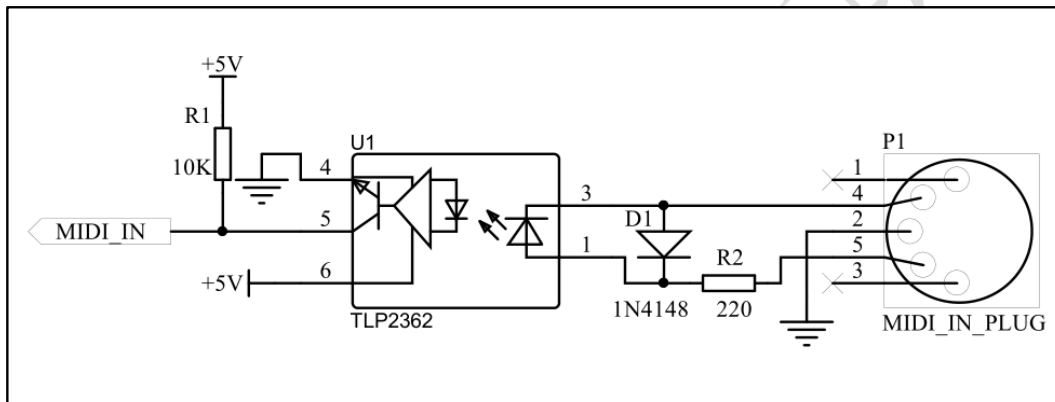 +5V
R1
10K
U1
P1
4
5
6
3
1
MIDI_IN
+5V
TLP2362
D1
1N4148
R2
220
1
4
2
5
3
MIDI_IN_PLUG